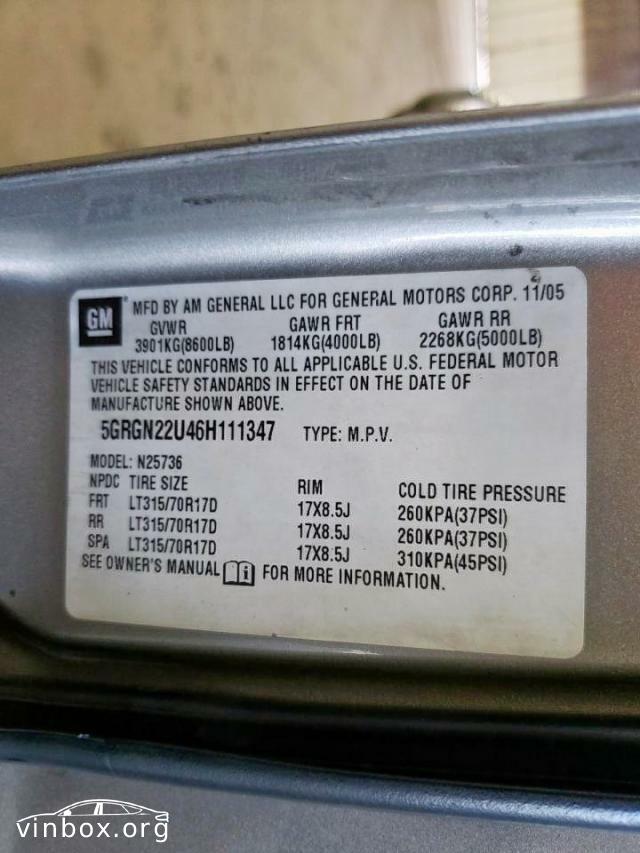 GM
MFD BY AM GENERAL LLC FOR GENERAL MOTORS CORP. 11/05
GVWR GAWR FRT GAWR RR
3901KG(8600LB) 1814KG(4000LB) 2268KG(5000LB)
THIS VEHICLE CONFORMS TO ALL APPLICABLE U.S. FEDERAL MOTOR
VEHICLE SAFETY STANDARDS IN EFFECT ON THE DATE OF
MANUFACTURE SHOWN ABOVE.
5GRGN22U46H111347 TYPE: M.P.V.
MODEL: N25736
NPDC TIRE SIZE RIM COLD TIRE PRESSURE
FRT LT315/70R17D 17X8.5J 260KPA(37PSI)
RR LT315/70R17D 17X8.5J 260KPA(37PSI)
SPA LT315/70R17D 17X8.5J 310KPA(45PSI)
SEE OWNER'S MANUAL FOR MORE INFORMATION.
vinbox.org